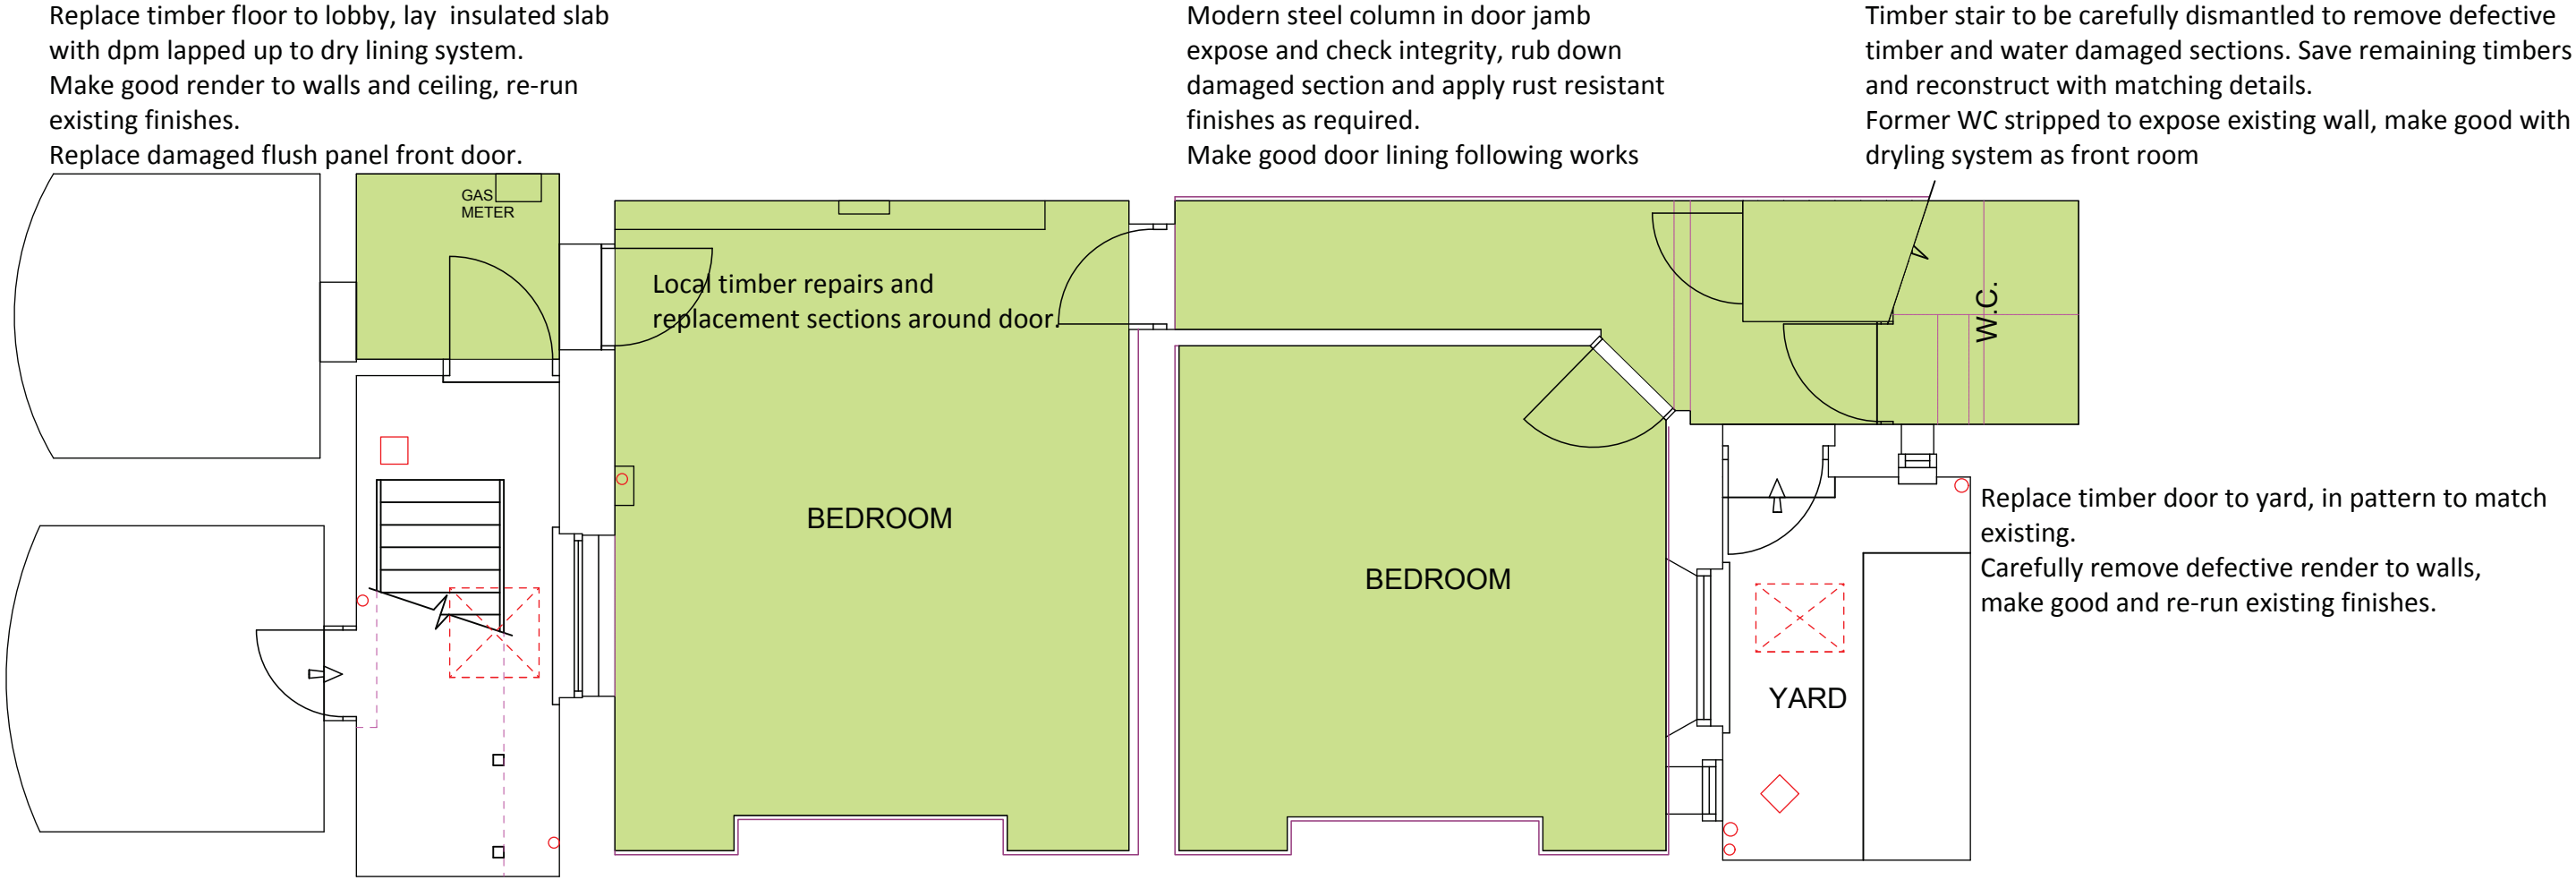 Replace timber floor to lobby, lay  insulated slab
with dpm lapped up to dry lining system.
Make good render to walls and ceiling, re-run
existing finishes.
Replace damaged flush panel front door.
Modern steel column in door jamb
expose and check integrity, rub down
damaged section and apply rust resistant
finishes as required.
Make good door lining following works
Timber stair to be carefully dismantled to remove defective
timber and water damaged sections. Save remaining timbers
and reconstruct with matching details.
Former WC stripped to expose existing wall, make good with
dryling system as front room
GAS
METER
Local timber repairs and
replacement sections around door.
W.C.
BEDROOM
BEDROOM
Replace timber door to yard, in pattern to match
existing.
Carefully remove defective render to walls,
make good and re-run existing finishes.
YARD